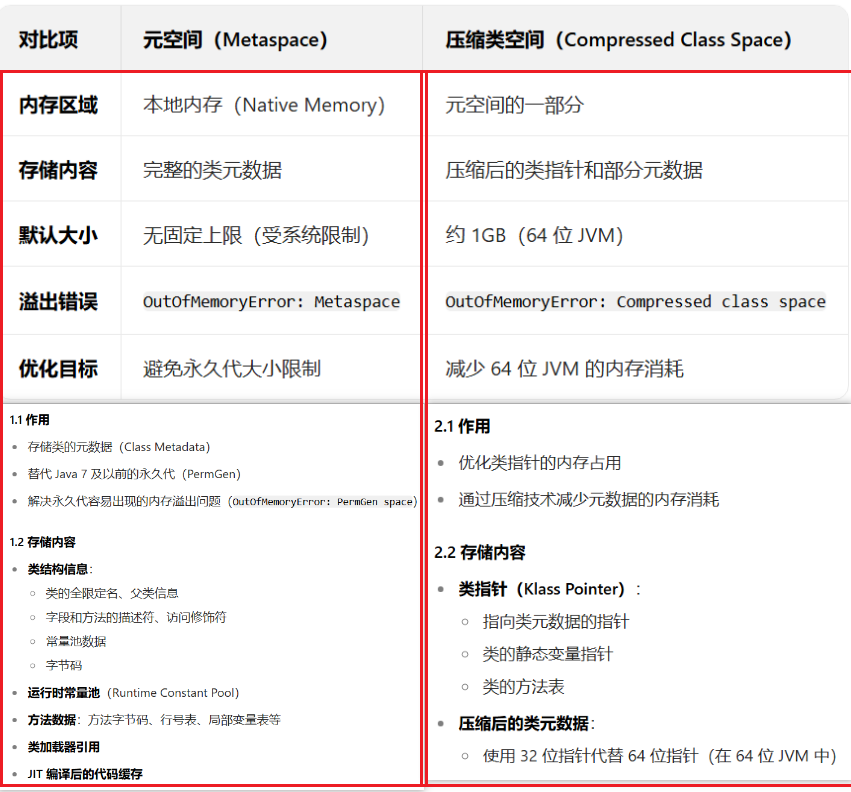 对比项 元空间（Metaspace） 压缩类空间（Compressed Class Space）
内存区域 本地内存（Native Memory） 元空间的一部分
存储内容 完整的类元数据 压缩后的类指针和部分元数据
默认大小 无固定上限（受系统限制） 约 1GB（64 位 JVM）
溢出错误 OutOfMemoryError: Metaspace OutOfMemoryError: Compressed class space
优化目标 避免永久代大小限制 减少 64 位 JVM 的内存消耗
1.1 作用
存储类的元数据（Class Metadata）
替代 Java 7 及以前的永久代（PermGen）
解决永久代容易出现的内存溢出问题（OutOfMemoryError: PermGen space）
1.2 存储内容
类结构信息：
类的全限定名、父类信息
字段和方法的描述符、访问修饰符
常量池数据
字节码
运行时常量池（Runtime Constant Pool）
方法数据：方法字节码、行号表、局部变量表等
类加载器引用
JIT 编译后的代码缓存
2.1 作用
优化类指针的内存占用
通过压缩技术减少元数据的内存消耗
2.2 存储内容
类指针（Klass Pointer）：
指向类元数据的指针
类的静态变量指针
类的方法表
压缩后的类元数据：
使用 32 位指针代替 64 位指针（在 64 位 JVM 中）